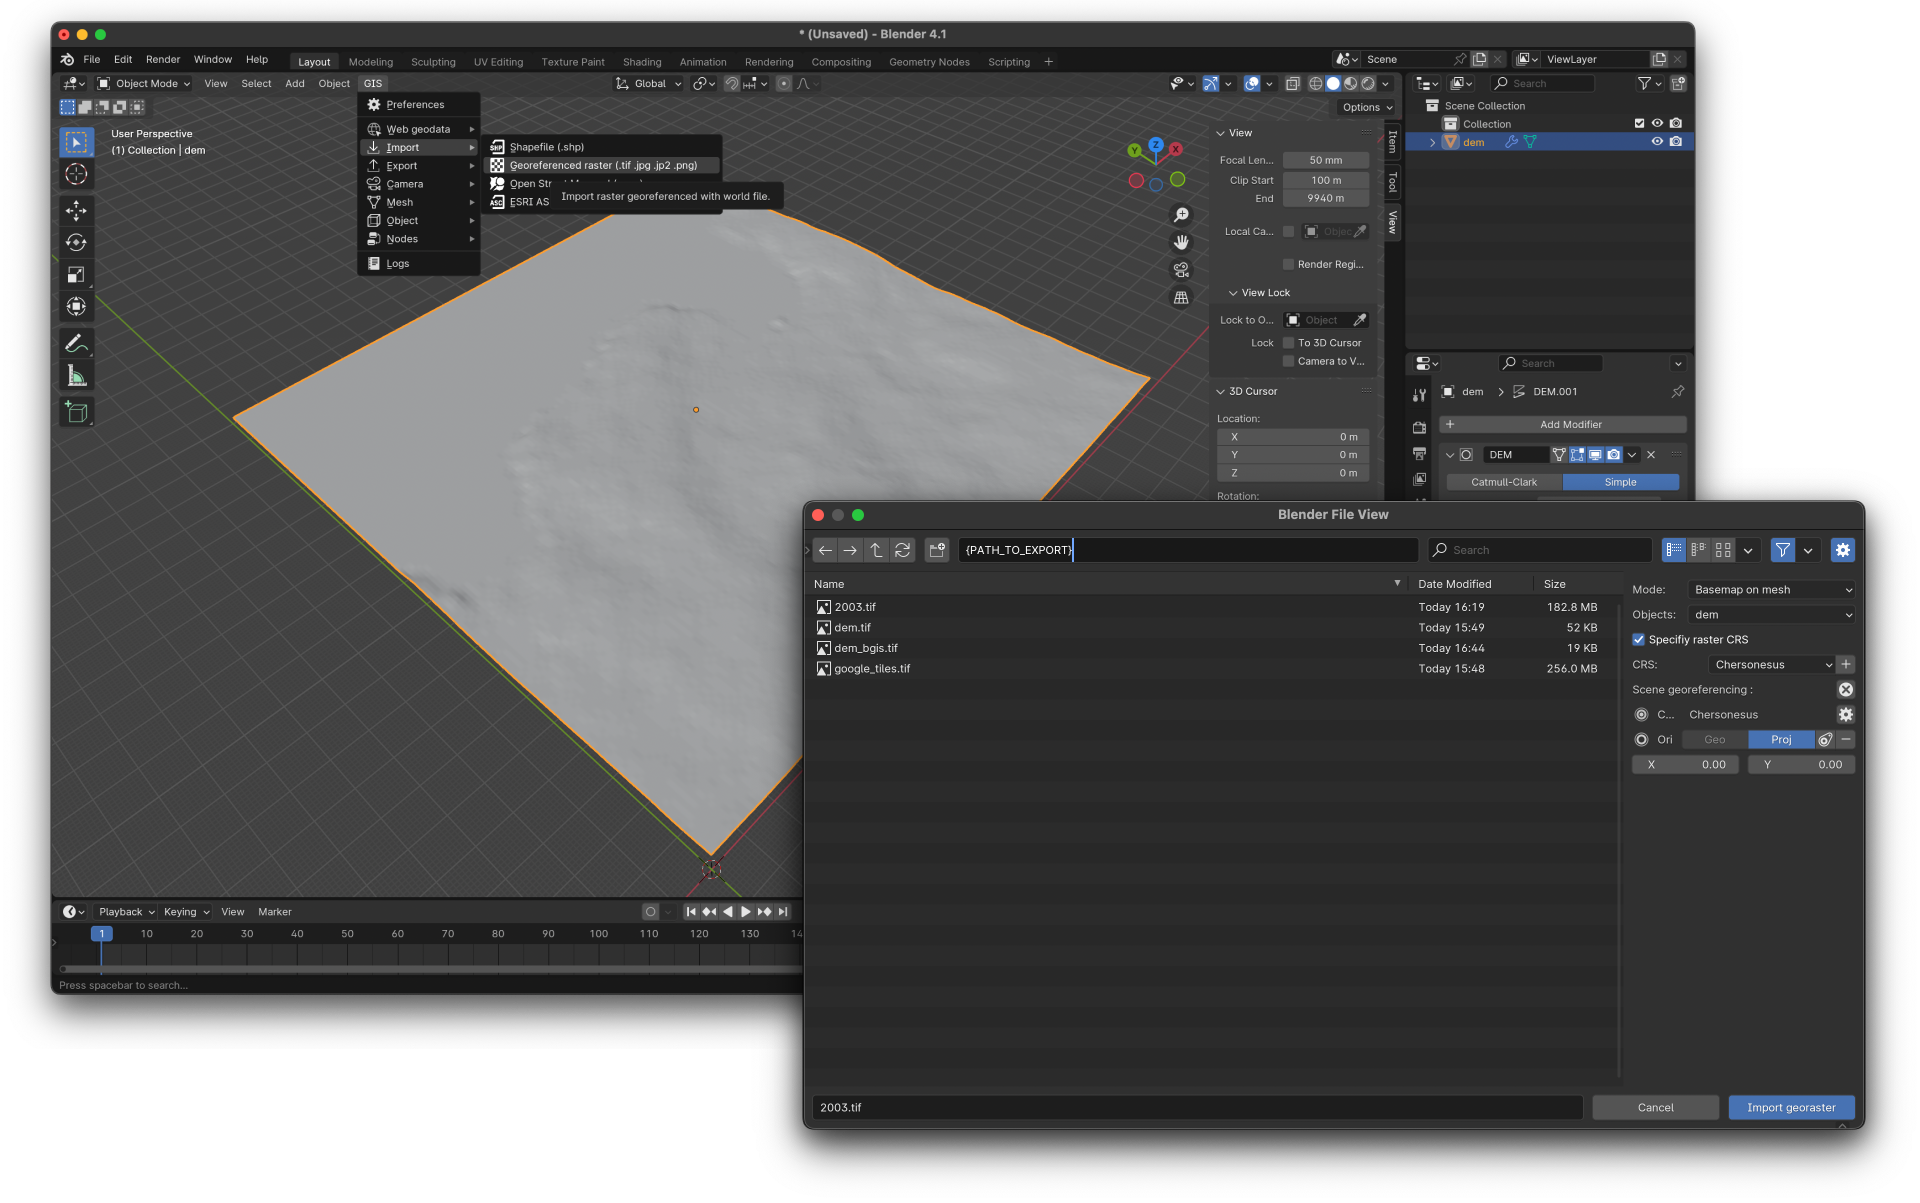 * (Unsaved) - Blender 4.1
File Edit Render Window Help Layout Modeling Sculpting UV Editing Texture Paint Shading Animation Rendering Compositing Geometry Nodes Scripting + Scene ViewLayer
Object Mode View Select Add Object GIS Global Search
Options
User Perspective
(1) Collection | dem
Preferences
Web geodata
Import
Export
Camera
Mesh
Object
Nodes
Logs
Shapefile (.shp)
Georeferenced raster (.tif .jpg .jp2 .png)
Open Str
ESRI AS
Import raster georeferenced with world file.
Y Z X
View
Focal Len... 50 mm
Clip Start 100 m
End 9940 m
Local Ca... Objec
Render Regi...
View Lock
Lock to O... Object
Lock To 3D Cursor
Camera to V...
3D Cursor
Location:
X 0 m
Y 0 m
Z 0 m
Rotation:
Item
Tool
View
Scene Collection
Collection
dem
Search
dem > DEM.001
+ Add Modifier
DEM
Catmull-Clark Simple
Blender File View
{PATH_TO_EXPORT} Search
Name Date Modified Size
2003.tif Today 16:19 182.8 MB
dem.tif Today 15:49 52 KB
dem_bgis.tif Today 16:44 19 KB
google_tiles.tif Today 15:48 256.0 MB
Mode: Basemap on mesh
Objects: dem
Specifiy raster CRS
CRS: Chersonesus +
Scene georeferencing :
C... Chersonesus
Ori Geo Proj
X 0.00 Y 0.00
2003.tif Cancel Import georaster
Playback Keying View Marker
1 10 20 30 40 50 60 70 80 90 100 110 120 130 14
Press spacebar to search...